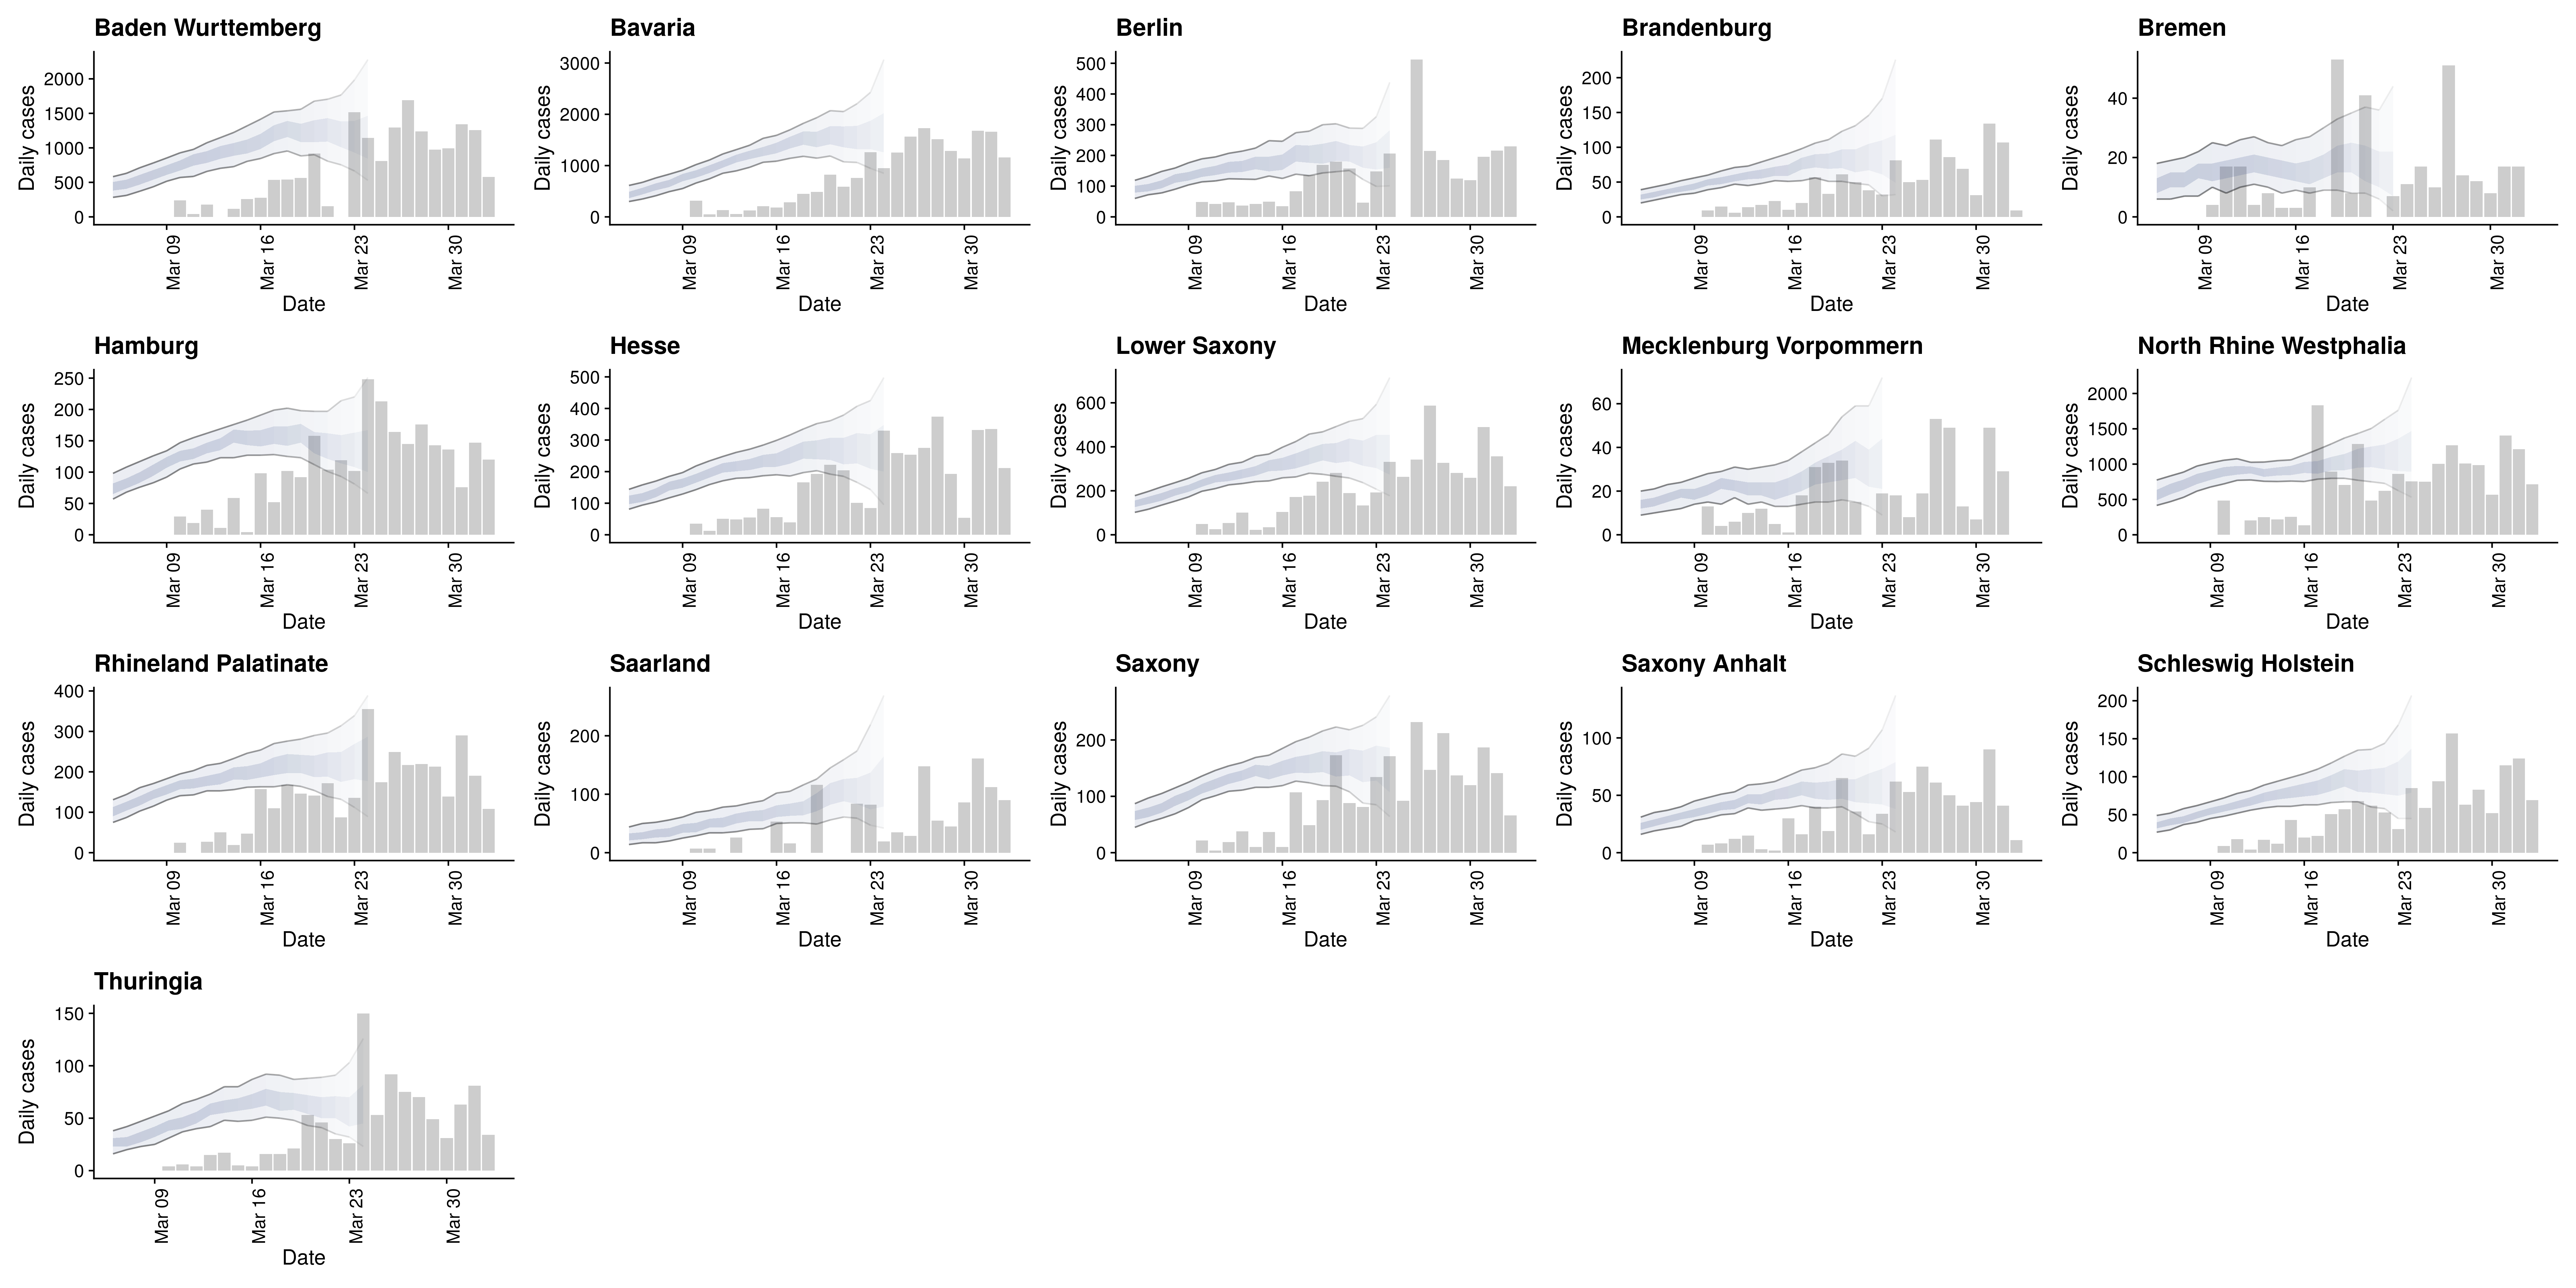 Baden Wurttemberg
Daily cases
2000
1500
1000
500
0
Mar 09
Mar 16
Mar 23
Mar 30
Date
Bavaria
Daily cases
3000
2000
1000
0
Mar 09
Mar 16
Mar 23
Mar 30
Date
Berlin
Daily cases
500
400
300
200
100
0
Mar 09
Mar 16
Mar 23
Mar 30
Date
Brandenburg
Daily cases
200
150
100
50
0
Mar 09
Mar 16
Mar 23
Mar 30
Date
Bremen
Daily cases
40
20
0
Mar 09
Mar 16
Mar 23
Mar 30
Date
Hamburg
Daily cases
250
200
150
100
50
0
Mar 09
Mar 16
Mar 23
Mar 30
Date
Hesse
Daily cases
500
400
300
200
100
0
Mar 09
Mar 16
Mar 23
Mar 30
Date
Lower Saxony
Daily cases
600
400
200
0
Mar 09
Mar 16
Mar 23
Mar 30
Date
Mecklenburg Vorpommern
Daily cases
60
40
20
0
Mar 09
Mar 16
Mar 23
Mar 30
Date
North Rhine Westphalia
Daily cases
2000
1500
1000
500
0
Mar 09
Mar 16
Mar 23
Mar 30
Date
Rhineland Palatinate
Daily cases
400
300
200
100
0
Mar 09
Mar 16
Mar 23
Mar 30
Date
Saarland
Daily cases
200
100
0
Mar 09
Mar 16
Mar 23
Mar 30
Date
Saxony
Daily cases
200
100
0
Mar 09
Mar 16
Mar 23
Mar 30
Date
Saxony Anhalt
Daily cases
100
50
0
Mar 09
Mar 16
Mar 23
Mar 30
Date
Schleswig Holstein
Daily cases
200
150
100
50
0
Mar 09
Mar 16
Mar 23
Mar 30
Date
Thuringia
Daily cases
150
100
50
0
Mar 09
Mar 16
Mar 23
Mar 30
Date